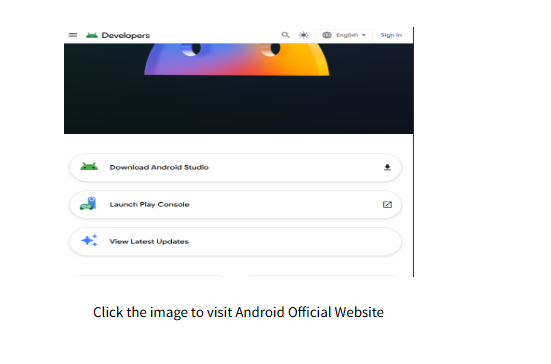 Developers English Sign in
Download Android Studio
Launch Play Console
View Latest Updates
Click the image to visit Android Official Website